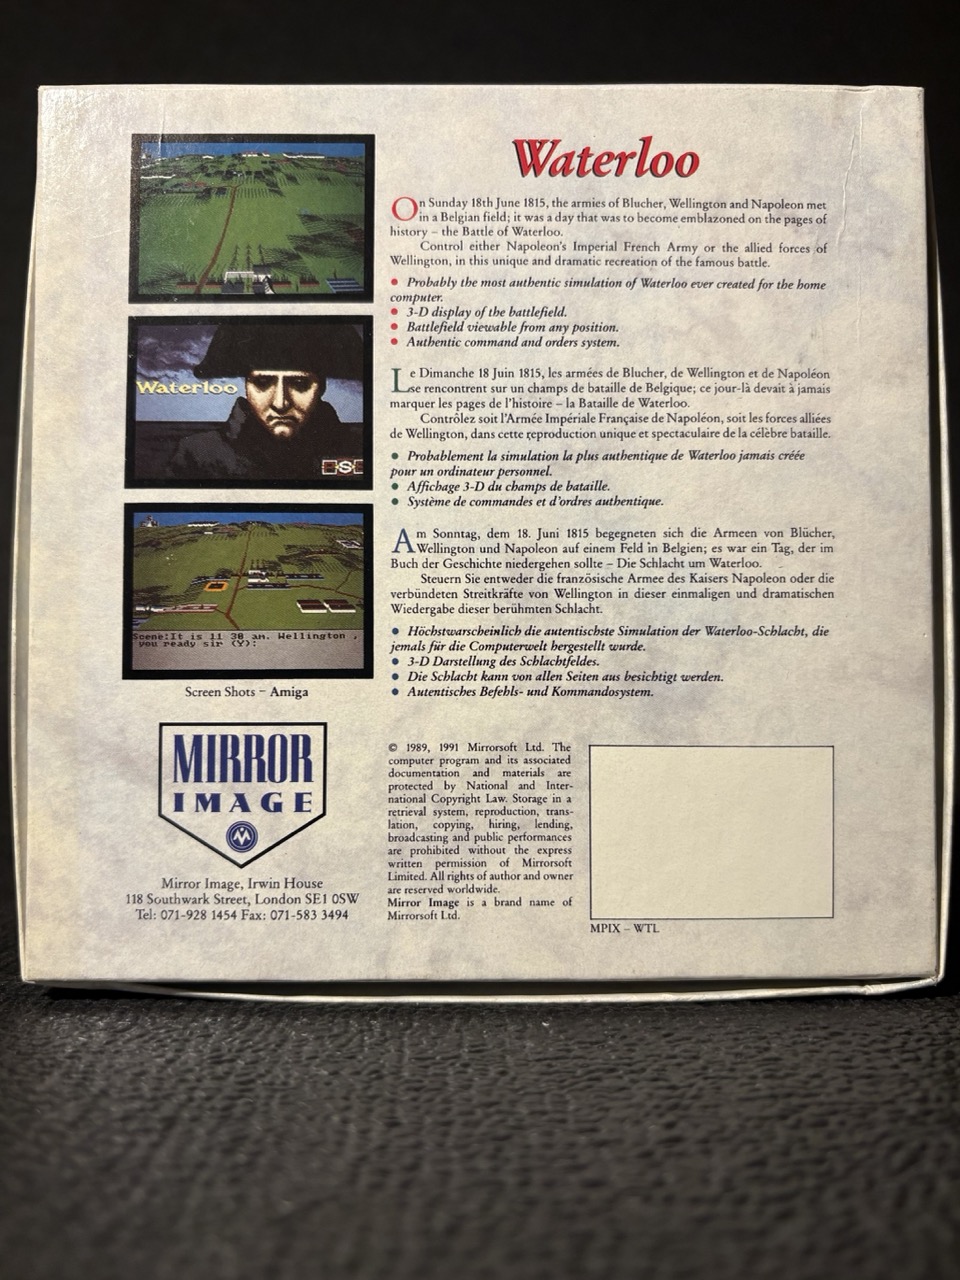 Waterloo
On Sunday 18th June 1815, the armies of Blucher, Wellington and Napoleon met
in a Belgian field; it was a day that was to become emblazoned on the pages of
history – the Battle of Waterloo.
Control either Napoleon's Imperial French Army or the allied forces of
Wellington, in this unique and dramatic recreation of the famous battle.
• Probably the most authentic simulation of Waterloo ever created for the home
computer.
• 3-D display of the battlefield.
• Battlefield viewable from any position.
• Authentic command and orders system.
Le Dimanche 18 Juin 1815, les armées de Blucher, de Wellington et de Napoléon
se rencontrent sur un champs de bataille de Belgique; ce jour-là devait à jamais
marquer les pages de l'histoire – la Bataille de Waterloo.
Contrôlez soit l'Armée Impériale Française de Napoléon, soit les forces alliées
de Wellington, dans cette reproduction unique et spectaculaire de la célèbre bataille.
• Probablement la simulation la plus authentique de Waterloo jamais créée
pour un ordinateur personnel.
• Affichage 3-D du champs de bataille.
• Système de commandes et d'ordres authentique.
Am Sonntag, dem 18. Juni 1815 begegneten sich die Armeen von Blücher,
Wellington und Napoleon auf einem Feld in Belgien; es war ein Tag, der im
Buch der Geschichte niedergehen sollte – Die Schlacht um Waterloo.
Steuern Sie entweder die französische Armee des Kaisers Napoleon oder die
verbündeten Streitkräfte von Wellington in dieser einmaligen und dramatischen
Wiedergabe dieser berühmten Schlacht.
• Höchstwarscheinlich die autentischste Simulation der Waterloo-Schlacht, die
jemals für die Computerwelt hergestellt wurde.
• 3-D Darstellung des Schlachtfeldes.
• Die Schlacht kann von allen Seiten aus besichtigt werden.
• Autentisches Befehls- und Kommandosystem.
Waterloo
PSS
Scene:It is 11 30 am. Wellington ,
you ready sir (Y):
Screen Shots – Amiga
MIRROR
IMAGE
M
Mirror Image, Irwin House
118 Southwark Street, London SE1 0SW
Tel: 071-928 1454 Fax: 071-583 3494
© 1989, 1991 Mirrorsoft Ltd. The
computer program and its associated
documentation and materials are
protected by National and Inter-
national Copyright Law. Storage in a
retrieval system, reproduction, trans-
lation, copying, hiring, lending,
broadcasting and public performances
are prohibited without the express
written permission of Mirrorsoft
Limited. All rights of author and owner
are reserved worldwide.
Mirror Image is a brand name of
Mirrorsoft Ltd.
MPIX – WTL